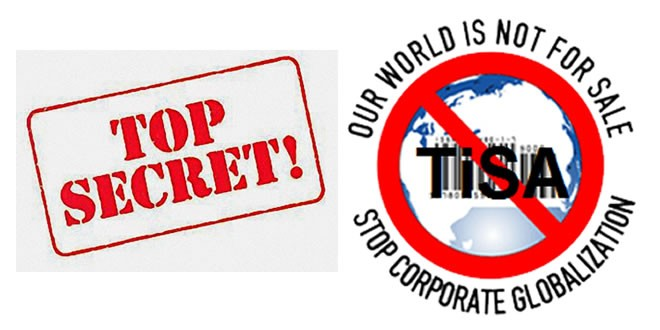 TOP
SECRET!
OUR WORLD IS NOT FOR SALE
TiSA
STOP CORPORATE GLOBALIZATION